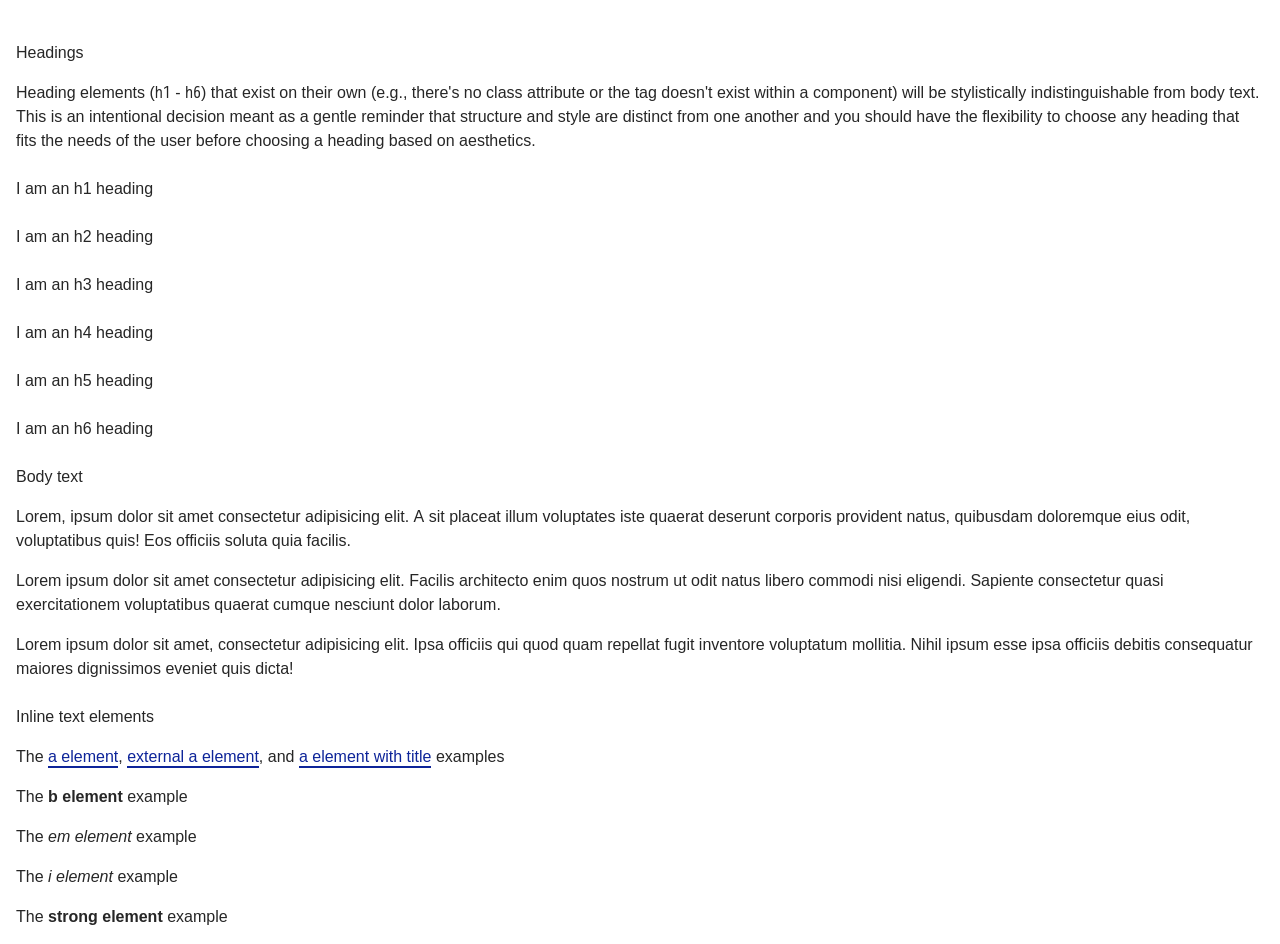 Headings
Heading elements (h1 - h6) that exist on their own (e.g., there's no class attribute or the tag doesn't exist within a component) will be stylistically indistinguishable from body text.
This is an intentional decision meant as a gentle reminder that structure and style are distinct from one another and you should have the flexibility to choose any heading that
fits the needs of the user before choosing a heading based on aesthetics.
I am an h1 heading
I am an h2 heading
I am an h3 heading
I am an h4 heading
I am an h5 heading
I am an h6 heading
Body text
Lorem, ipsum dolor sit amet consectetur adipisicing elit. A sit placeat illum voluptates iste quaerat deserunt corporis provident natus, quibusdam doloremque eius odit,
voluptatibus quis! Eos officiis soluta quia facilis.
Lorem ipsum dolor sit amet consectetur adipisicing elit. Facilis architecto enim quos nostrum ut odit natus libero commodi nisi eligendi. Sapiente consectetur quasi
exercitationem voluptatibus quaerat cumque nesciunt dolor laborum.
Lorem ipsum dolor sit amet, consectetur adipisicing elit. Ipsa officiis qui quod quam repellat fugit inventore voluptatum mollitia. Nihil ipsum esse ipsa officiis debitis consequatur
maiores dignissimos eveniet quis dicta!
Inline text elements
The a element, external a element, and a element with title examples
The b element example
The em element example
The i element example
The strong element example